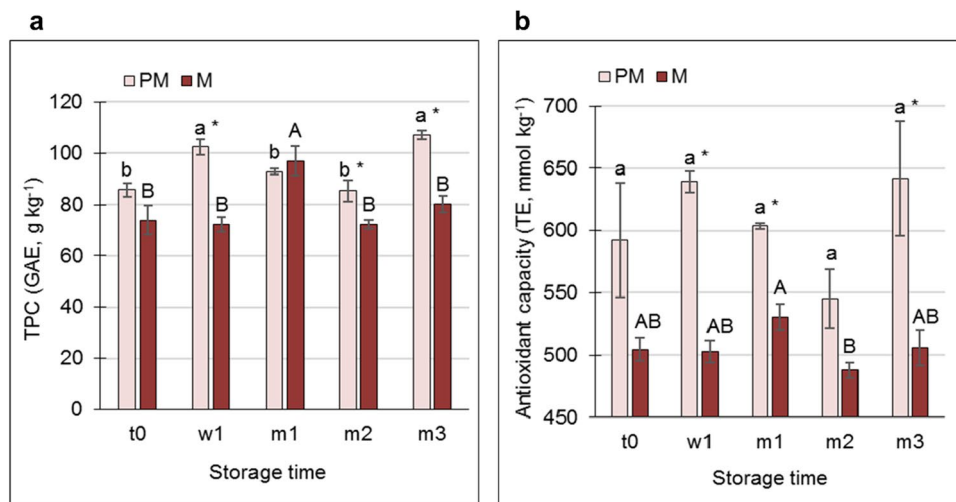 a
PM M
120
100
80
60
40
20
0
TPC (GAE, g kg-1)
b
B
a *
B
b
A
b *
B
a *
B
t0 w1 m1 m2 m3
Storage time
b
PM M
700
650
600
550
500
450
Antioxidant capacity (TE, mmol kg-1)
a
AB
a *
AB
a *
A
a
B
a *
AB
t0 w1 m1 m2 m3
Storage time